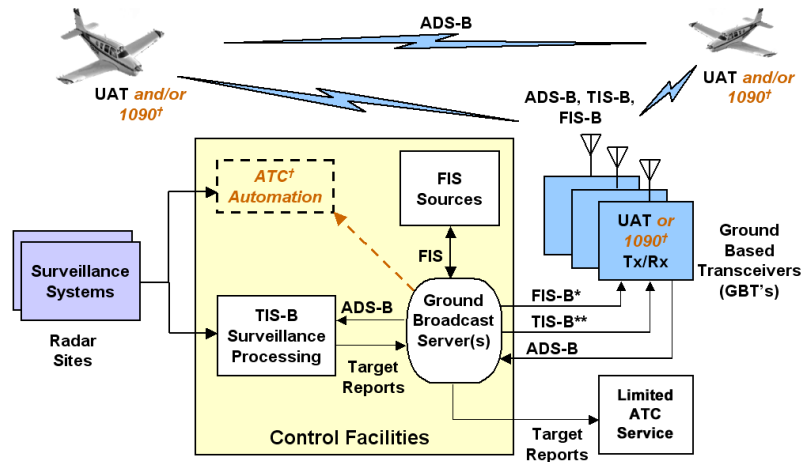 ADS-B
UAT and/or
1090†
UAT and/or
1090†
ADS-B, TIS-B,
FIS-B
ATC†
Automation
FIS
Sources
UAT or
1090†
Tx/Rx
Ground
Based
Transceivers
(GBT's)
Surveillance
Systems
Radar
Sites
FIS
TIS-B
Surveillance
Processing
ADS-B
Target
Reports
Ground
Broadcast
Server(s)
FIS-B*
TIS-B**
ADS-B
Limited
ATC
Service
Target
Reports
Control Facilities